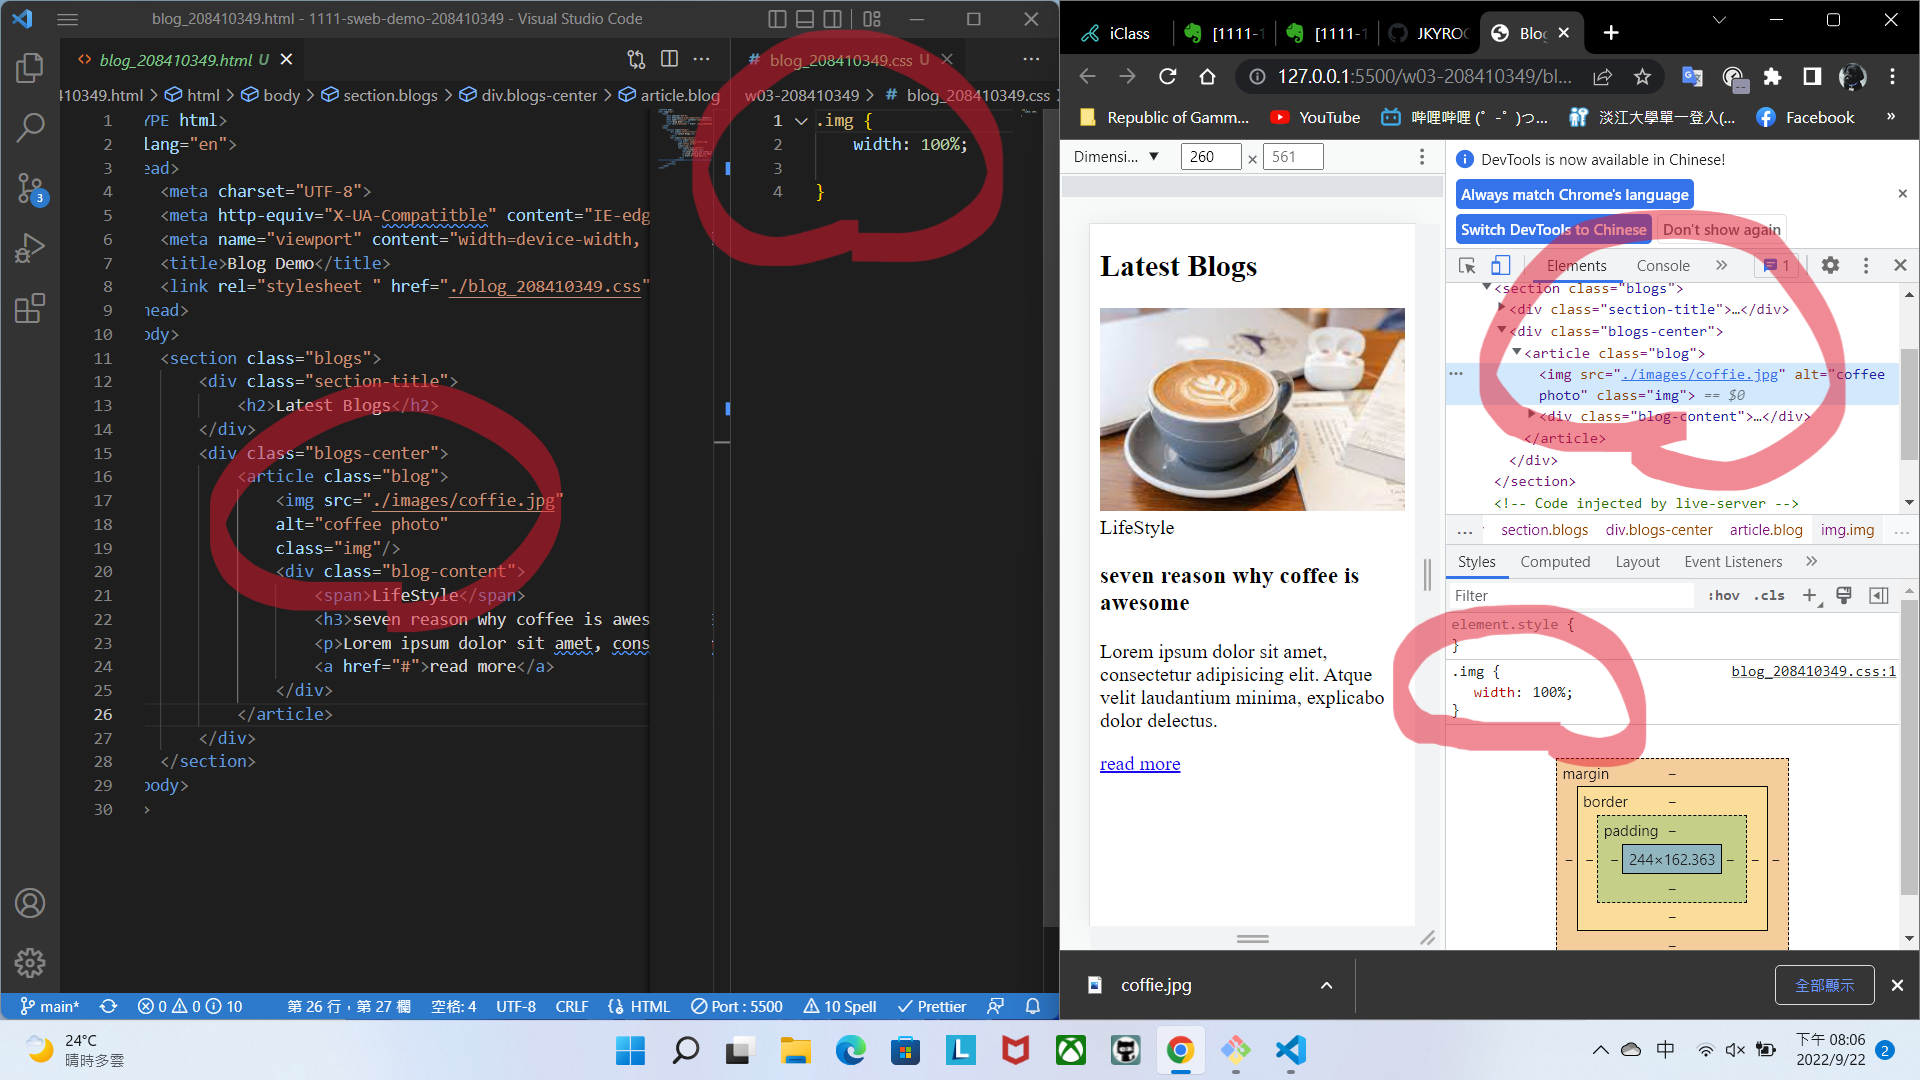 blog_208410349.html - 1111-sweb-demo-208410349 - Visual Studio Code
blog_208410349.html U
410349.html > html > body > section.blogs > div.blogs-center > article.blog
1 YPE html>
2 lang="en">
3 ead>
4 <meta charset="UTF-8">
5 <meta http-equiv="X-UA-Compatitble" content="IE-edg
6 <meta name="viewport" content="width=device-width,
7 <title>Blog Demo</title>
8 <link rel="stylesheet " href="./blog_208410349.css"
9 head>
10 ody>
11 <section class="blogs">
12 <div class="section-title">
13 <h2>Latest Blogs</h2>
14 </div>
15 <div class="blogs-center">
16 <article class="blog">
17 <img src="./images/coffie.jpg"
18 alt="coffee photo"
19 class="img"/>
20 <div class="blog-content">
21 <span>LifeStyle</span>
22 <h3>seven reason why coffee is awes
23 <p>Lorem ipsum dolor sit amet, cons
24 <a href="#">read more</a>
25 </div>
26 </article>
27 </div>
28 </section>
29 body>
30 >
3
# blog_208410349.css U
w03-208410349 > # blog_208410349.css >
1 .img {
2 width: 100%;
3
4 }
main* 0 0 10 第 26 行，第 27 欄 空格: 4 UTF-8 CRLF HTML Port : 5500 10 Spell Prettier
iClass [1111-1 [1111-1 JKYROC Blog
127.0.0.1:5500/w03-208410349/bl...
Republic of Gamm... YouTube 哔哩哔哩 (゜-゜)つ... 淡江大學單一登入(... Facebook »
Dimensi... ▼ 260 × 561
Latest Blogs
LifeStyle
seven reason why coffee is
awesome
Lorem ipsum dolor sit amet,
consectetur adipisicing elit. Atque
velit laudantium minima, explicabo
dolor delectus.
read more
DevTools is now available in Chinese!
Always match Chrome's language
Switch DevTools to Chinese Don't show again
Elements Console » 1
<section class="blogs">
<div class="section-title">…</div>
<div class="blogs-center">
<article class="blog">
<img src="./images/coffie.jpg" alt="coffee
photo" class="img"> == $0
<div class="blog-content">…</div>
</article>
</div>
</section>
<!-- Code injected by live-server -->
... section.blogs div.blogs-center article.blog img.img ...
Styles Computed Layout Event Listeners »
Filter :hov .cls +
element.style {
}
.img { blog_208410349.css:1
width: 100%;
}
margin –
border –
padding –
– – – 244×162.363 – – –
–
–
–
coffie.jpg 全部顯示
24°C
晴時多雲
中
下午 08:06
2022/9/22
2